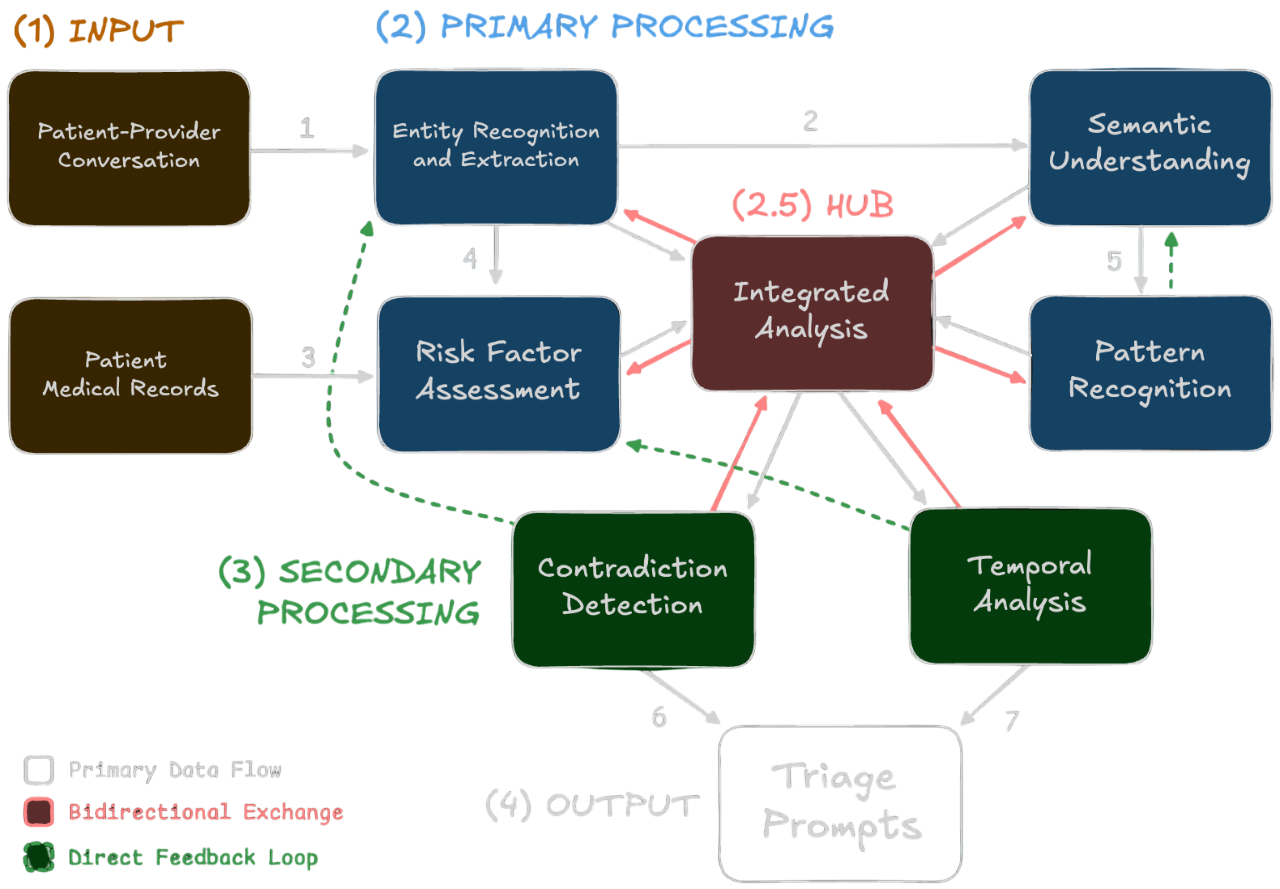 (1) INPUT
(2) PRIMARY PROCESSING
Patient-Provider
Conversation
1
Entity Recognition
and Extraction
2
Semantic
Understanding
(2.5) HUB
4
5
Integrated
Analysis
Patient
Medical Records
3
Risk Factor
Assessment
Pattern
Recognition
(3) SECONDARY
PROCESSING
Contradiction
Detection
Temporal
Analysis
6
7
(4) OUTPUT
Triage
Prompts
Primary Data Flow
Bidirectional Exchange
Direct Feedback Loop